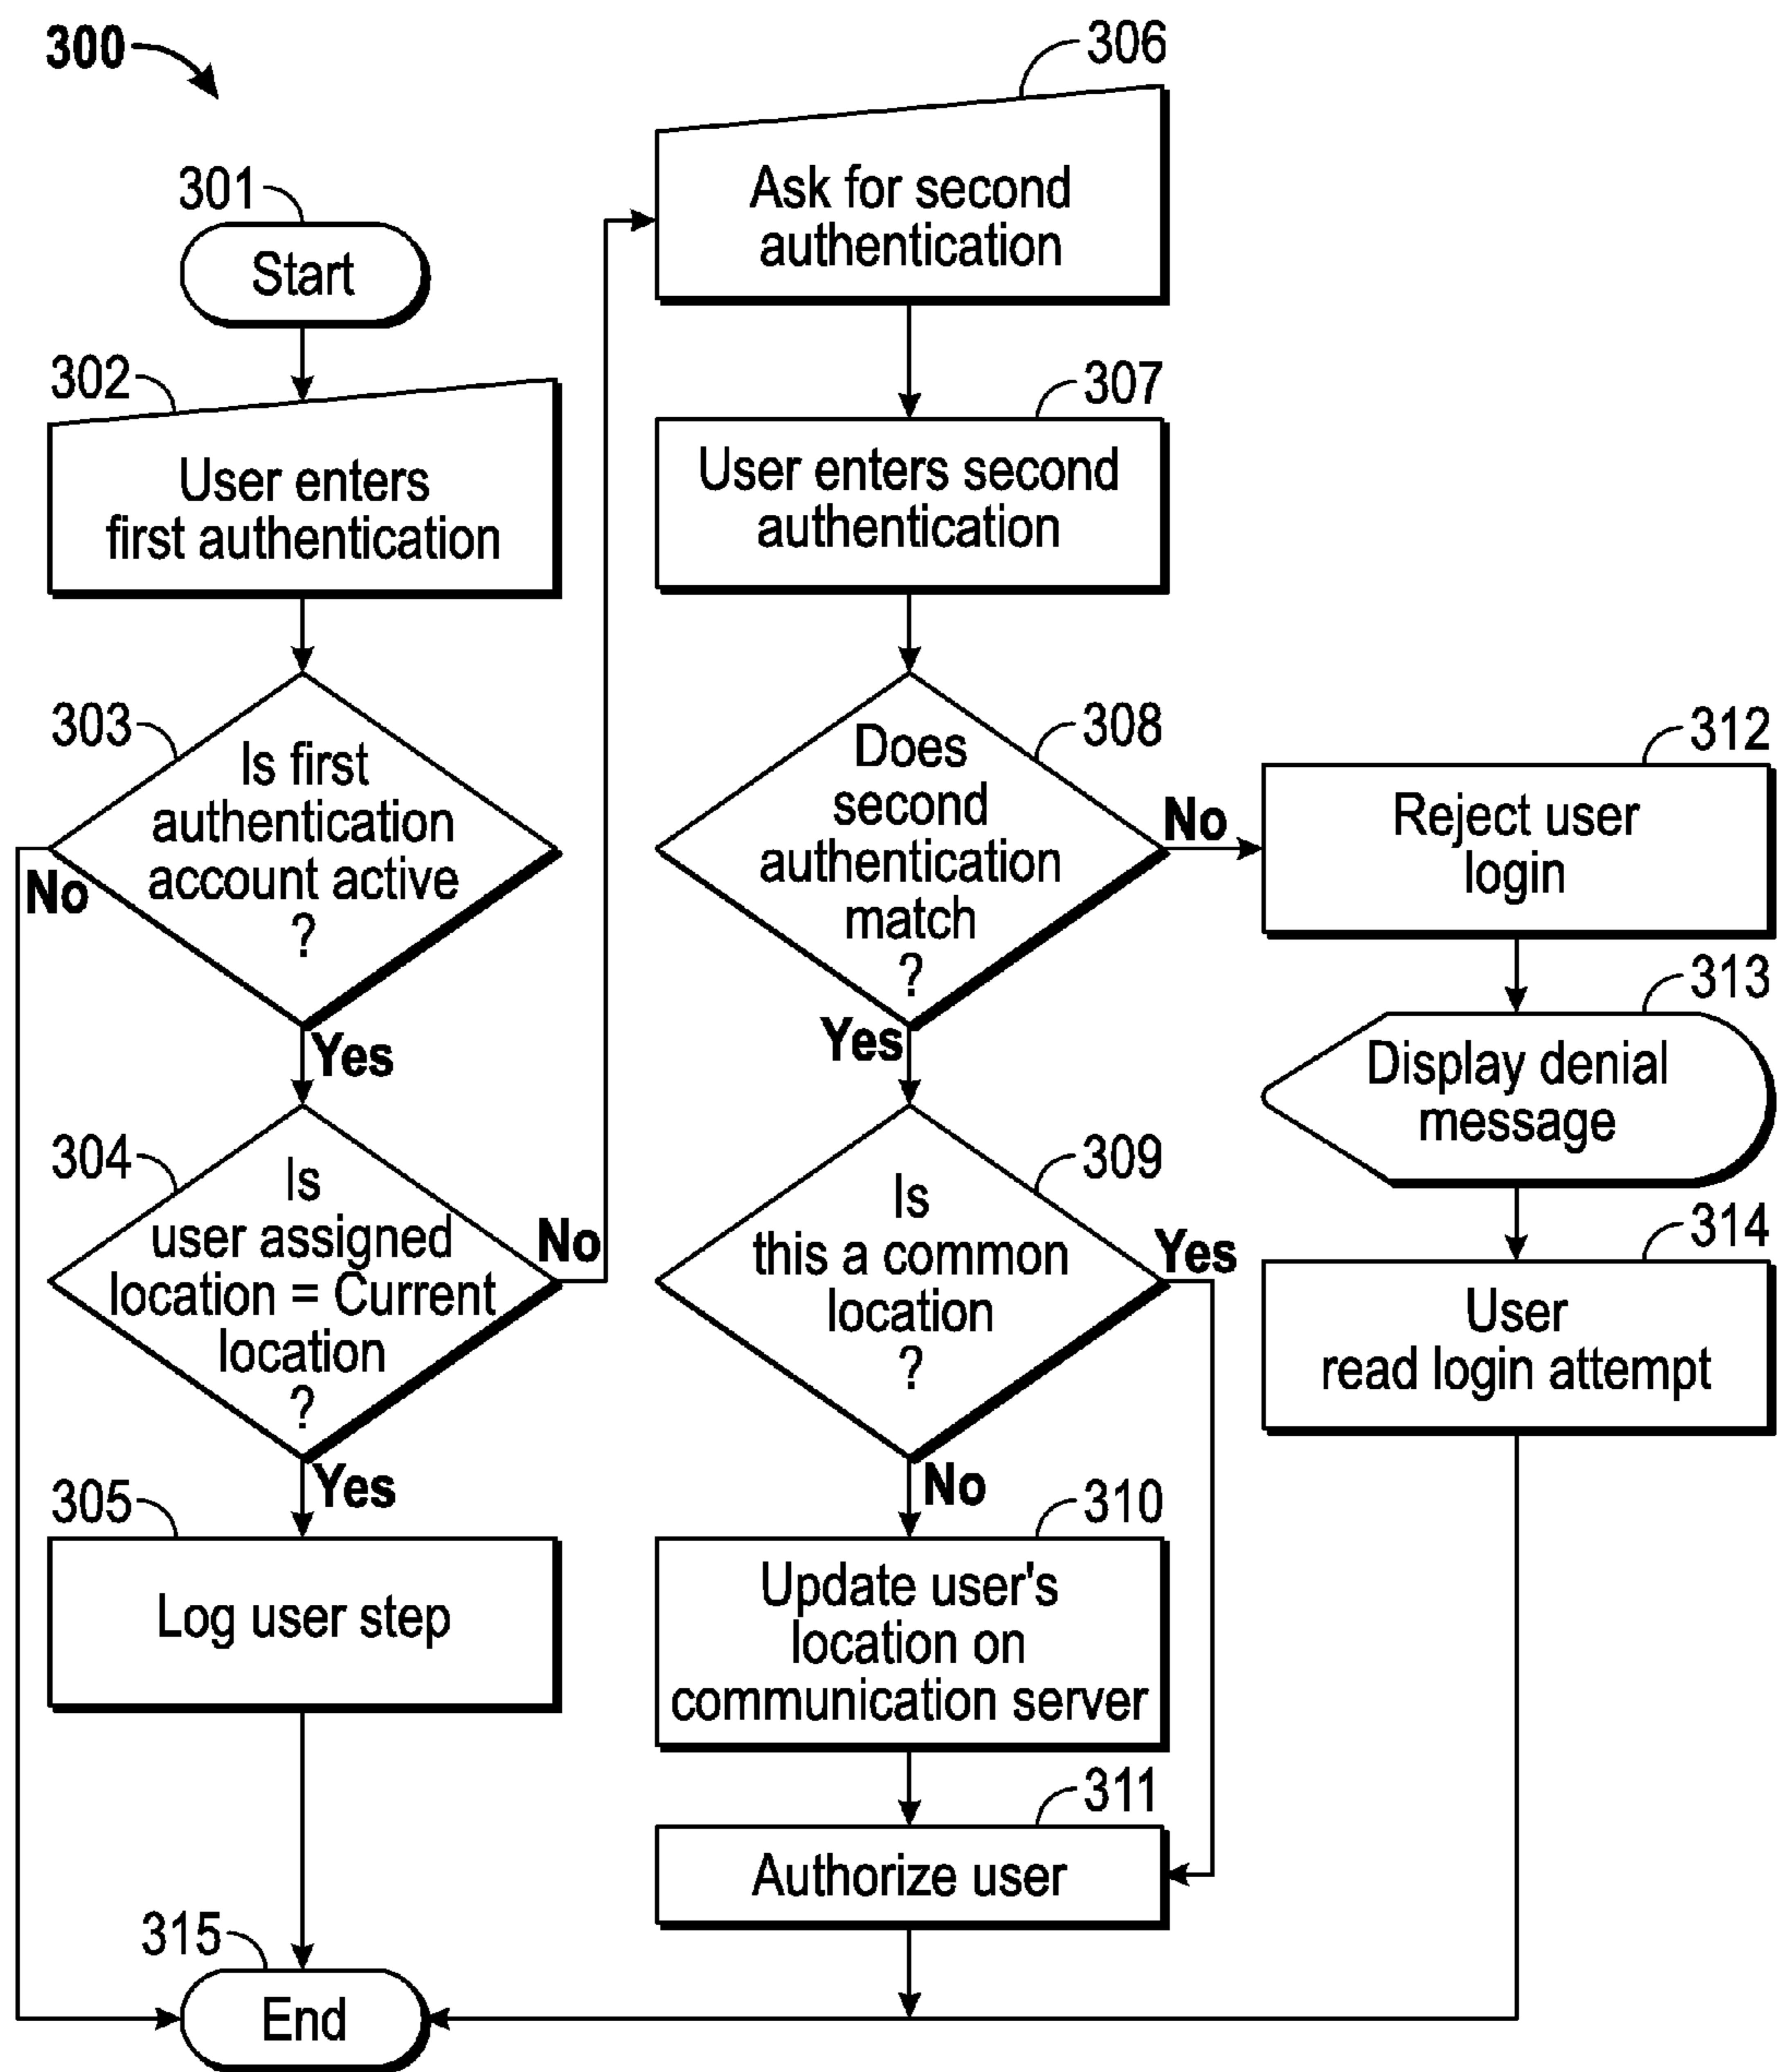 300
301
Start
302
User enters
first authentication
303
Is first
authentication
account active
?
No
Yes
304
Is
user assigned
location = Current
location
?
No
Yes
305
Log user step
315
End
306
Ask for second
authentication
307
User enters second
authentication
308
Does
second
authentication
match
?
No
Yes
309
Is
this a common
location
?
Yes
No
310
Update user's
location on
communication server
311
Authorize user
312
Reject user
login
313
Display denial
message
314
User
read login attempt